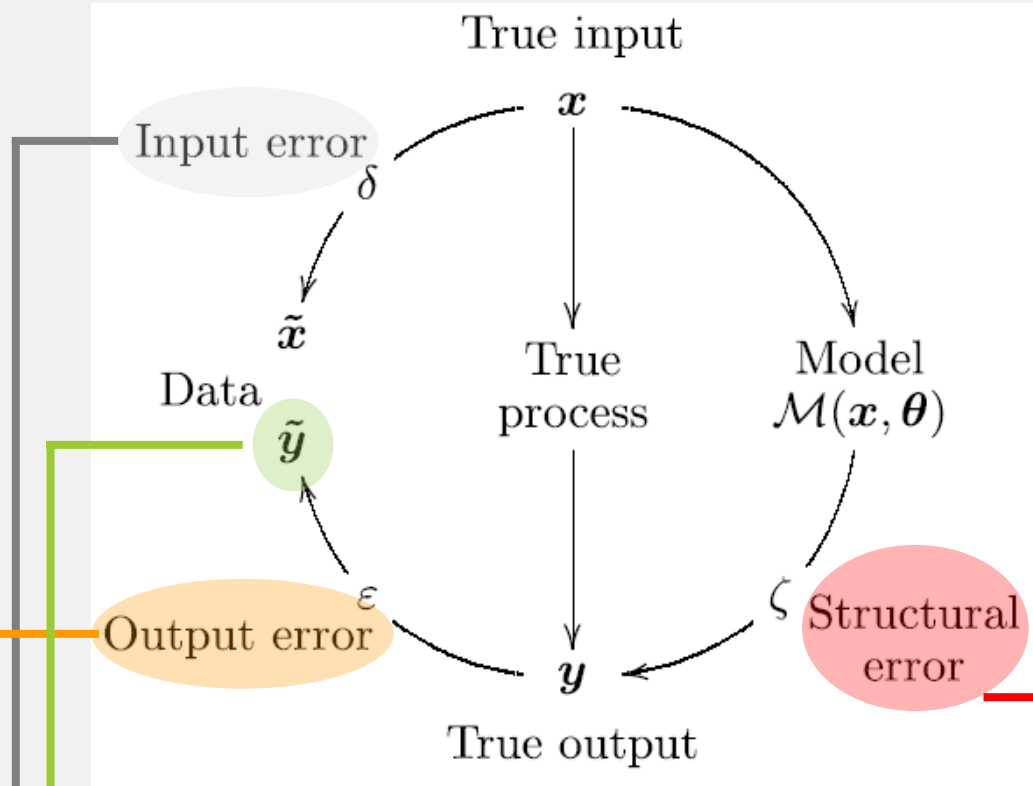 True input
x
Input error
δ
x̃
True
process
Model
ℳ(x, θ)
Data
ỹ
ε
Output error
ζ
Structural
error
y
True output